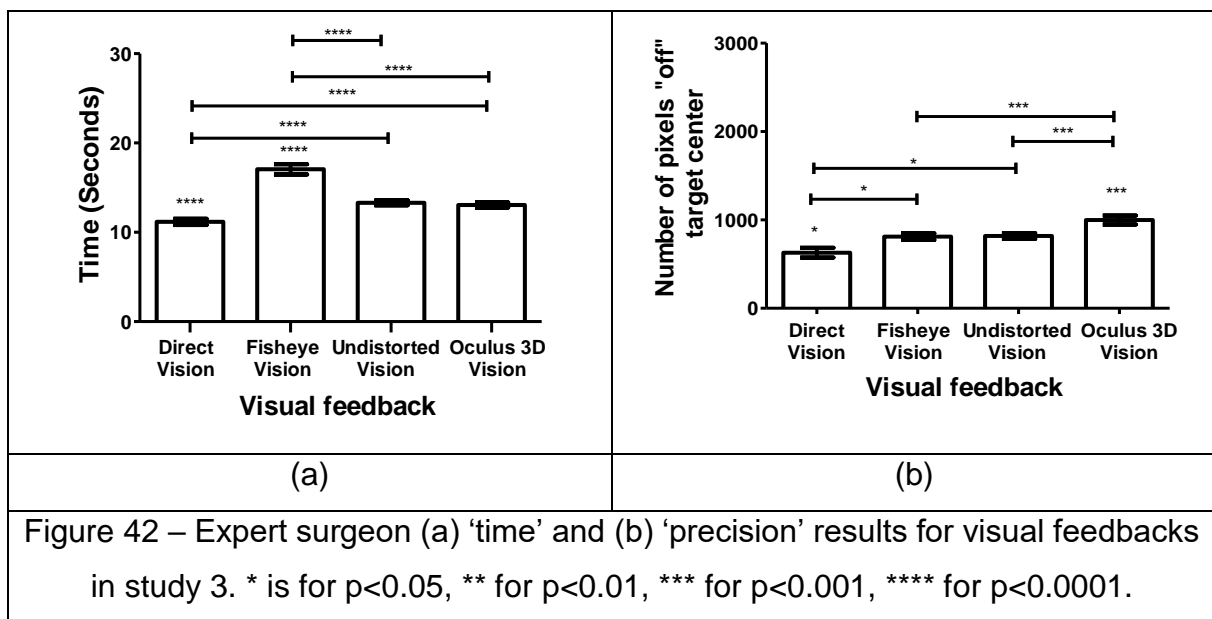 ****
30
****
****
20
****
****
****
10
0
Time (Seconds)
Direct Vision
Fisheye Vision
Undistorted Vision
Oculus 3D Vision
Visual feedback
3000
***
2000
***
*
*
***
1000
*
0
Number of pixels "off"
target center
Direct Vision
Fisheye Vision
Undistorted Vision
Oculus 3D Vision
Visual feedback
(a)
(b)
Figure 42 – Expert surgeon (a) ‘time’ and (b) ‘precision’ results for visual feedbacks
in study 3. * is for p<0.05, ** for p<0.01, *** for p<0.001, **** for p<0.0001.